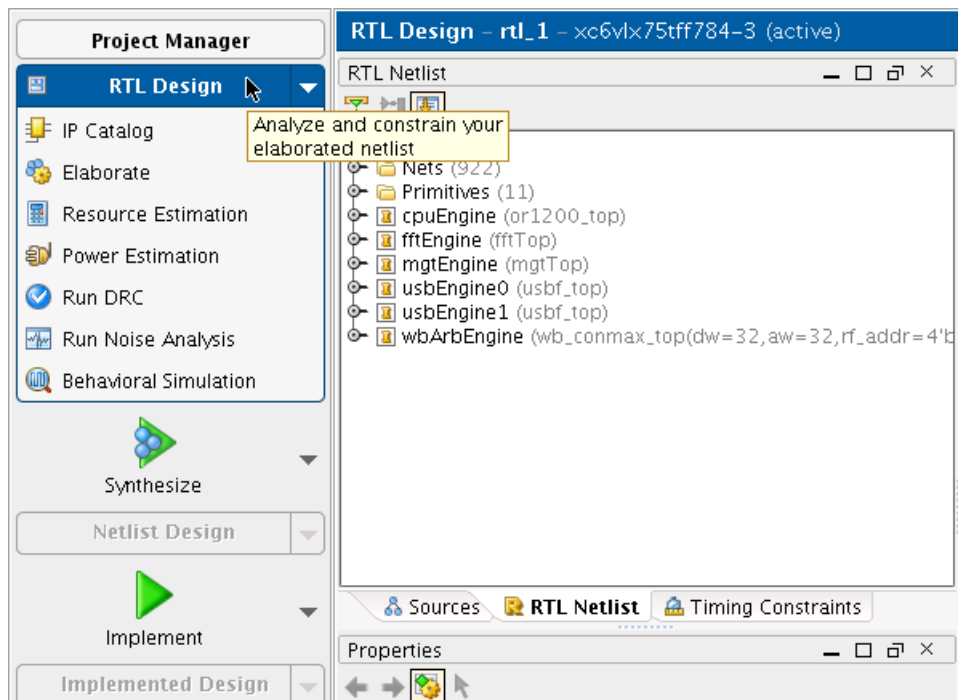 Project Manager
RTL Design
IP Catalog
Elaborate
Resource Estimation
Power Estimation
Run DRC
Run Noise Analysis
Behavioral Simulation
Synthesize
Netlist Design
Implement
Implemented Design
Analyze and constrain your
elaborated netlist
RTL Design - rtl_1 - xc6vlx75tff784-3 (active)
RTL Netlist
Nets (922)
Primitives (11)
cpuEngine (or1200_top)
fftEngine (fftTop)
mgtEngine (mgtTop)
usbEngine0 (usbf_top)
usbEngine1 (usbf_top)
wbArbEngine (wb_conmax_top(dw=32,aw=32,rf_addr=4'b
Sources RTL Netlist Timing Constraints
Properties